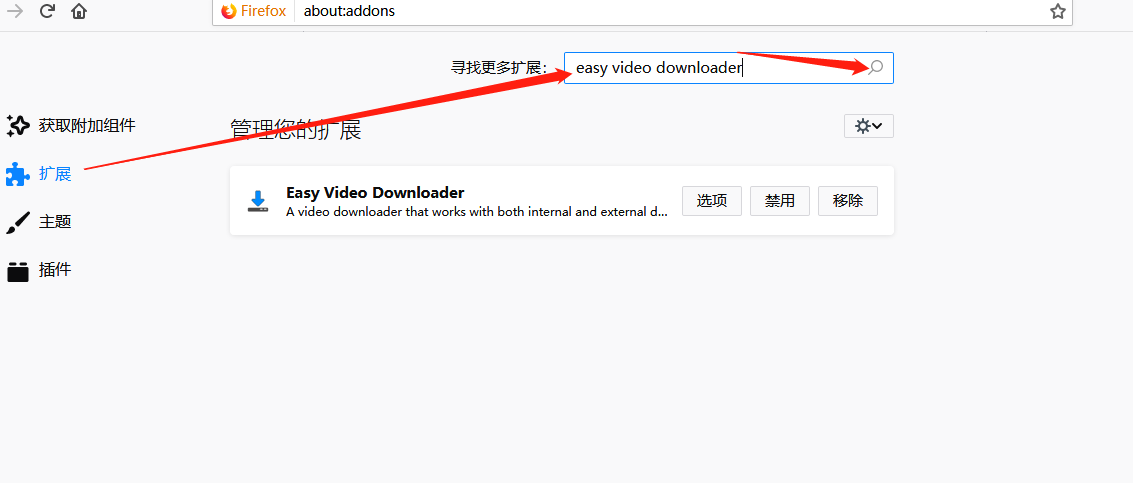 Firefox about:addons
寻找更多扩展： easy video downloader
获取附加组件
管理您的扩展
扩展
Easy Video Downloader
A video downloader that works with both internal and external d...
选项 禁用 移除
主题
插件